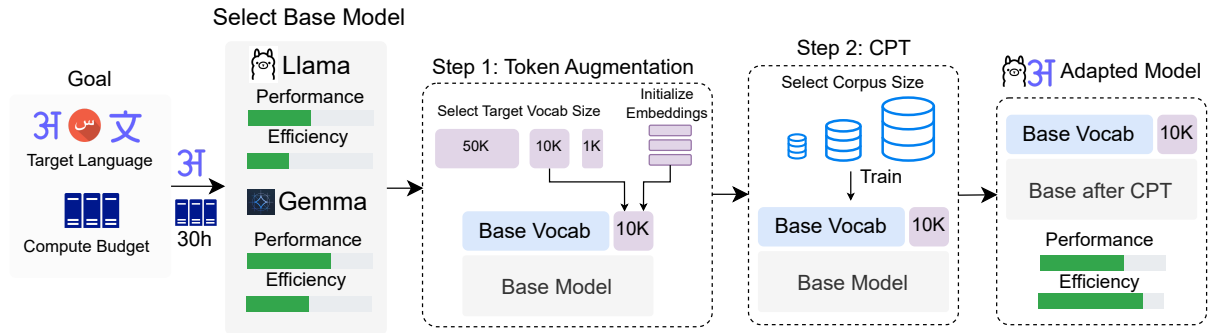 Goal
अ
س
文
Target Language
Compute Budget
अ
30h
Select Base Model
Llama
Performance
Efficiency
Gemma
Performance
Efficiency
Step 1: Token Augmentation
Select Target Vocab Size
50K
10K
1K
Initialize
Embeddings
Base Vocab
10K
Base Model
Step 2: CPT
Select Corpus Size
Train
Base Vocab
10K
Base Model
अ Adapted Model
Base Vocab
10K
Base after CPT
Performance
Efficiency